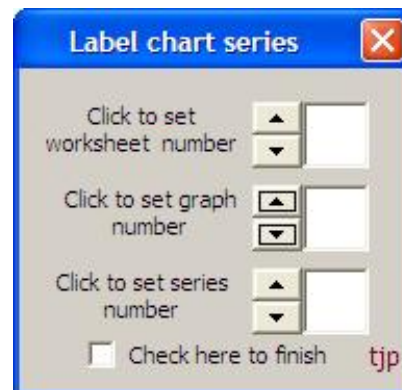 Label chart series
Click to set
worksheet number
Click to set graph
number
Click to set series
number
Check here to finish tjp